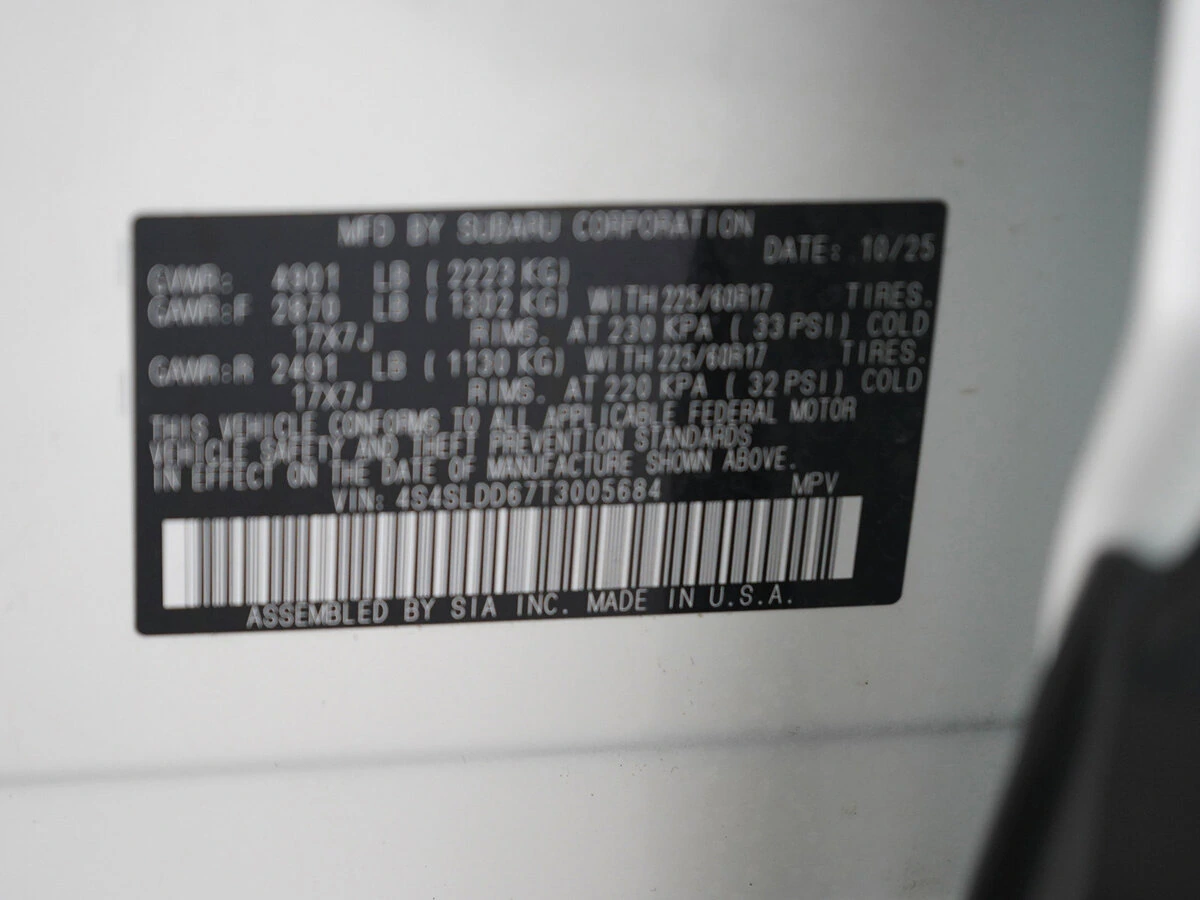 MFD BY SUBARU CORPORATION
DATE: 10/25
GVWR: 4901 LB ( 2223 KG)
GAWR:F 2870 LB ( 1302 KG) WITH 225/60R17 TIRES.
17X7J RIMS. AT 230 KPA ( 33 PSI) COLD
GAWR:R 2491 LB ( 1130 KG) WITH 225/60R17 TIRES.
17X7J RIMS. AT 220 KPA ( 32 PSI) COLD
THIS VEHICLE CONFORMS TO ALL APPLICABLE FEDERAL MOTOR
VEHICLE SAFETY AND THEFT PREVENTION STANDARDS
IN EFFECT ON THE DATE OF MANUFACTURE SHOWN ABOVE.
VIN: 4S4SLDD67T3005684 MPV
ASSEMBLED BY SIA INC. MADE IN U.S.A.